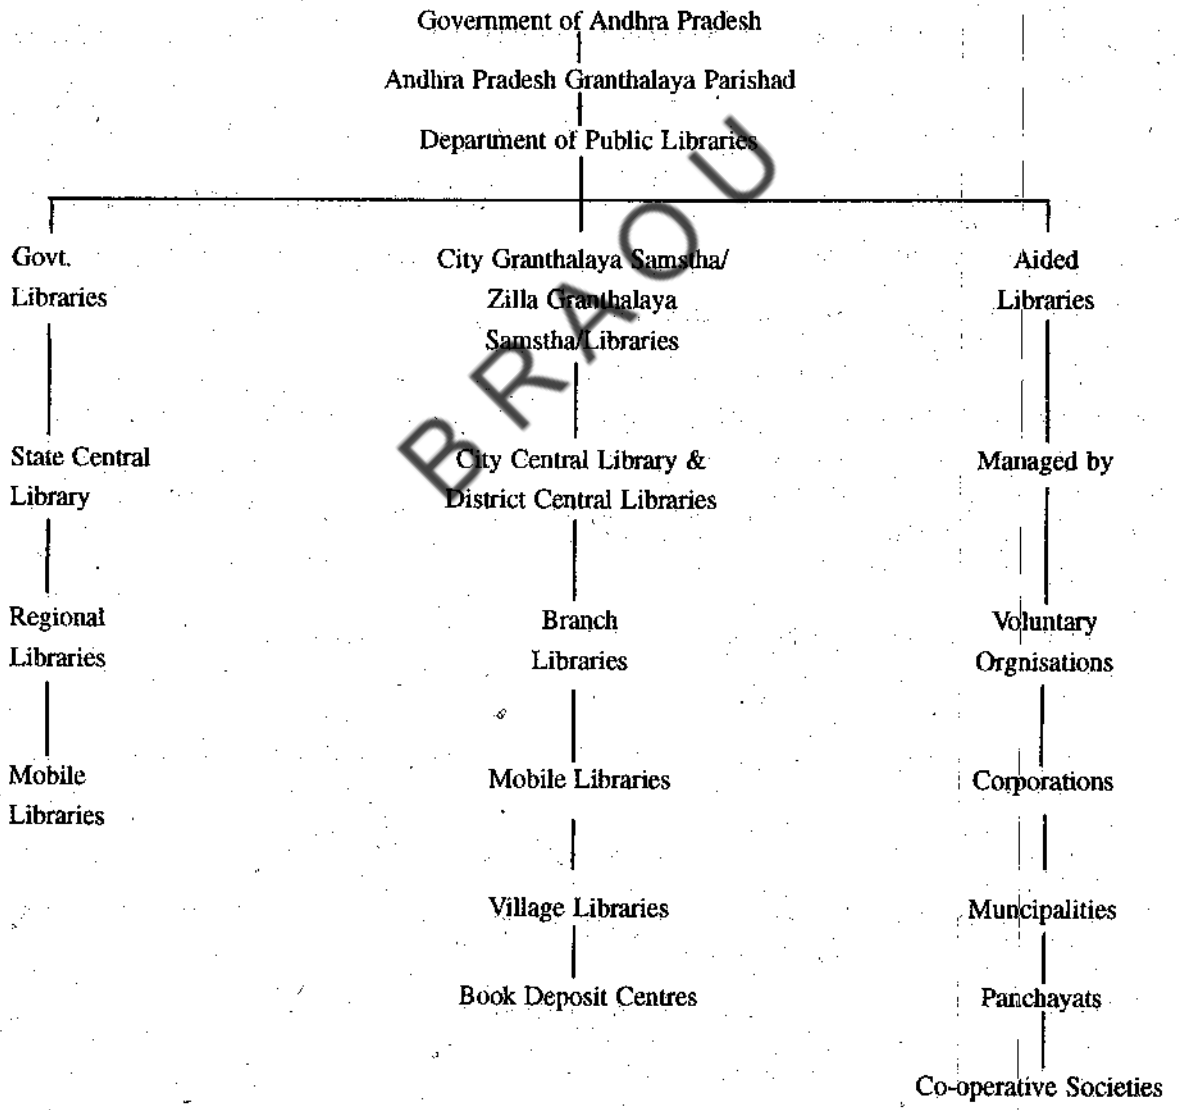 Government of Andhra Pradesh
Andhra Pradesh Granthalaya Parishad
Department of Public Libraries
Govt.
Libraries
State Central
Library
Regional
Libraries
Mobile
Libraries
City Granthalaya Samstha/
Zilla Granthalaya
Samstha/Libraries
City Central Library &
District Central Libraries
Branch
Libraries
Mobile Libraries
Village Libraries
Book Deposit Centres
Aided
Libraries
Managed by
Voluntary
Orgnisations
Corporations
Muncipalities
Panchayats
Co-operative Societies
BRAOU